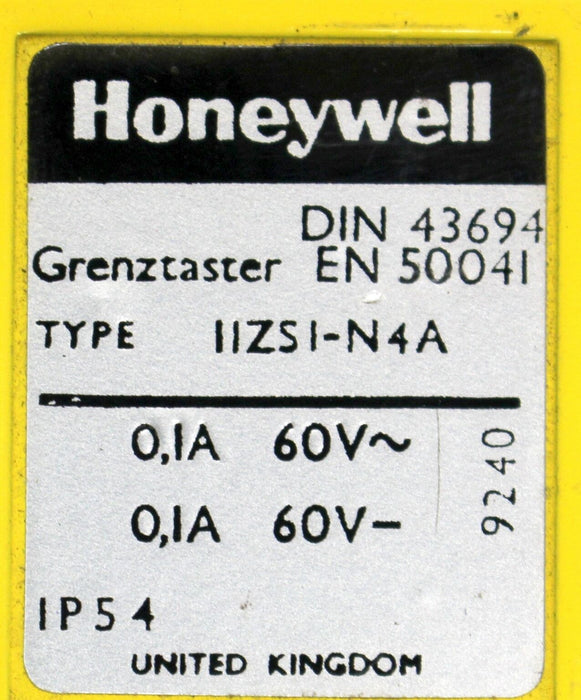 Honeywell
DIN 43694
Grenztaster EN 50041
TYPE 11ZS1-N4A
0,1A 60V~
0,1A 60V-
9240
IP54
UNITED KINGDOM